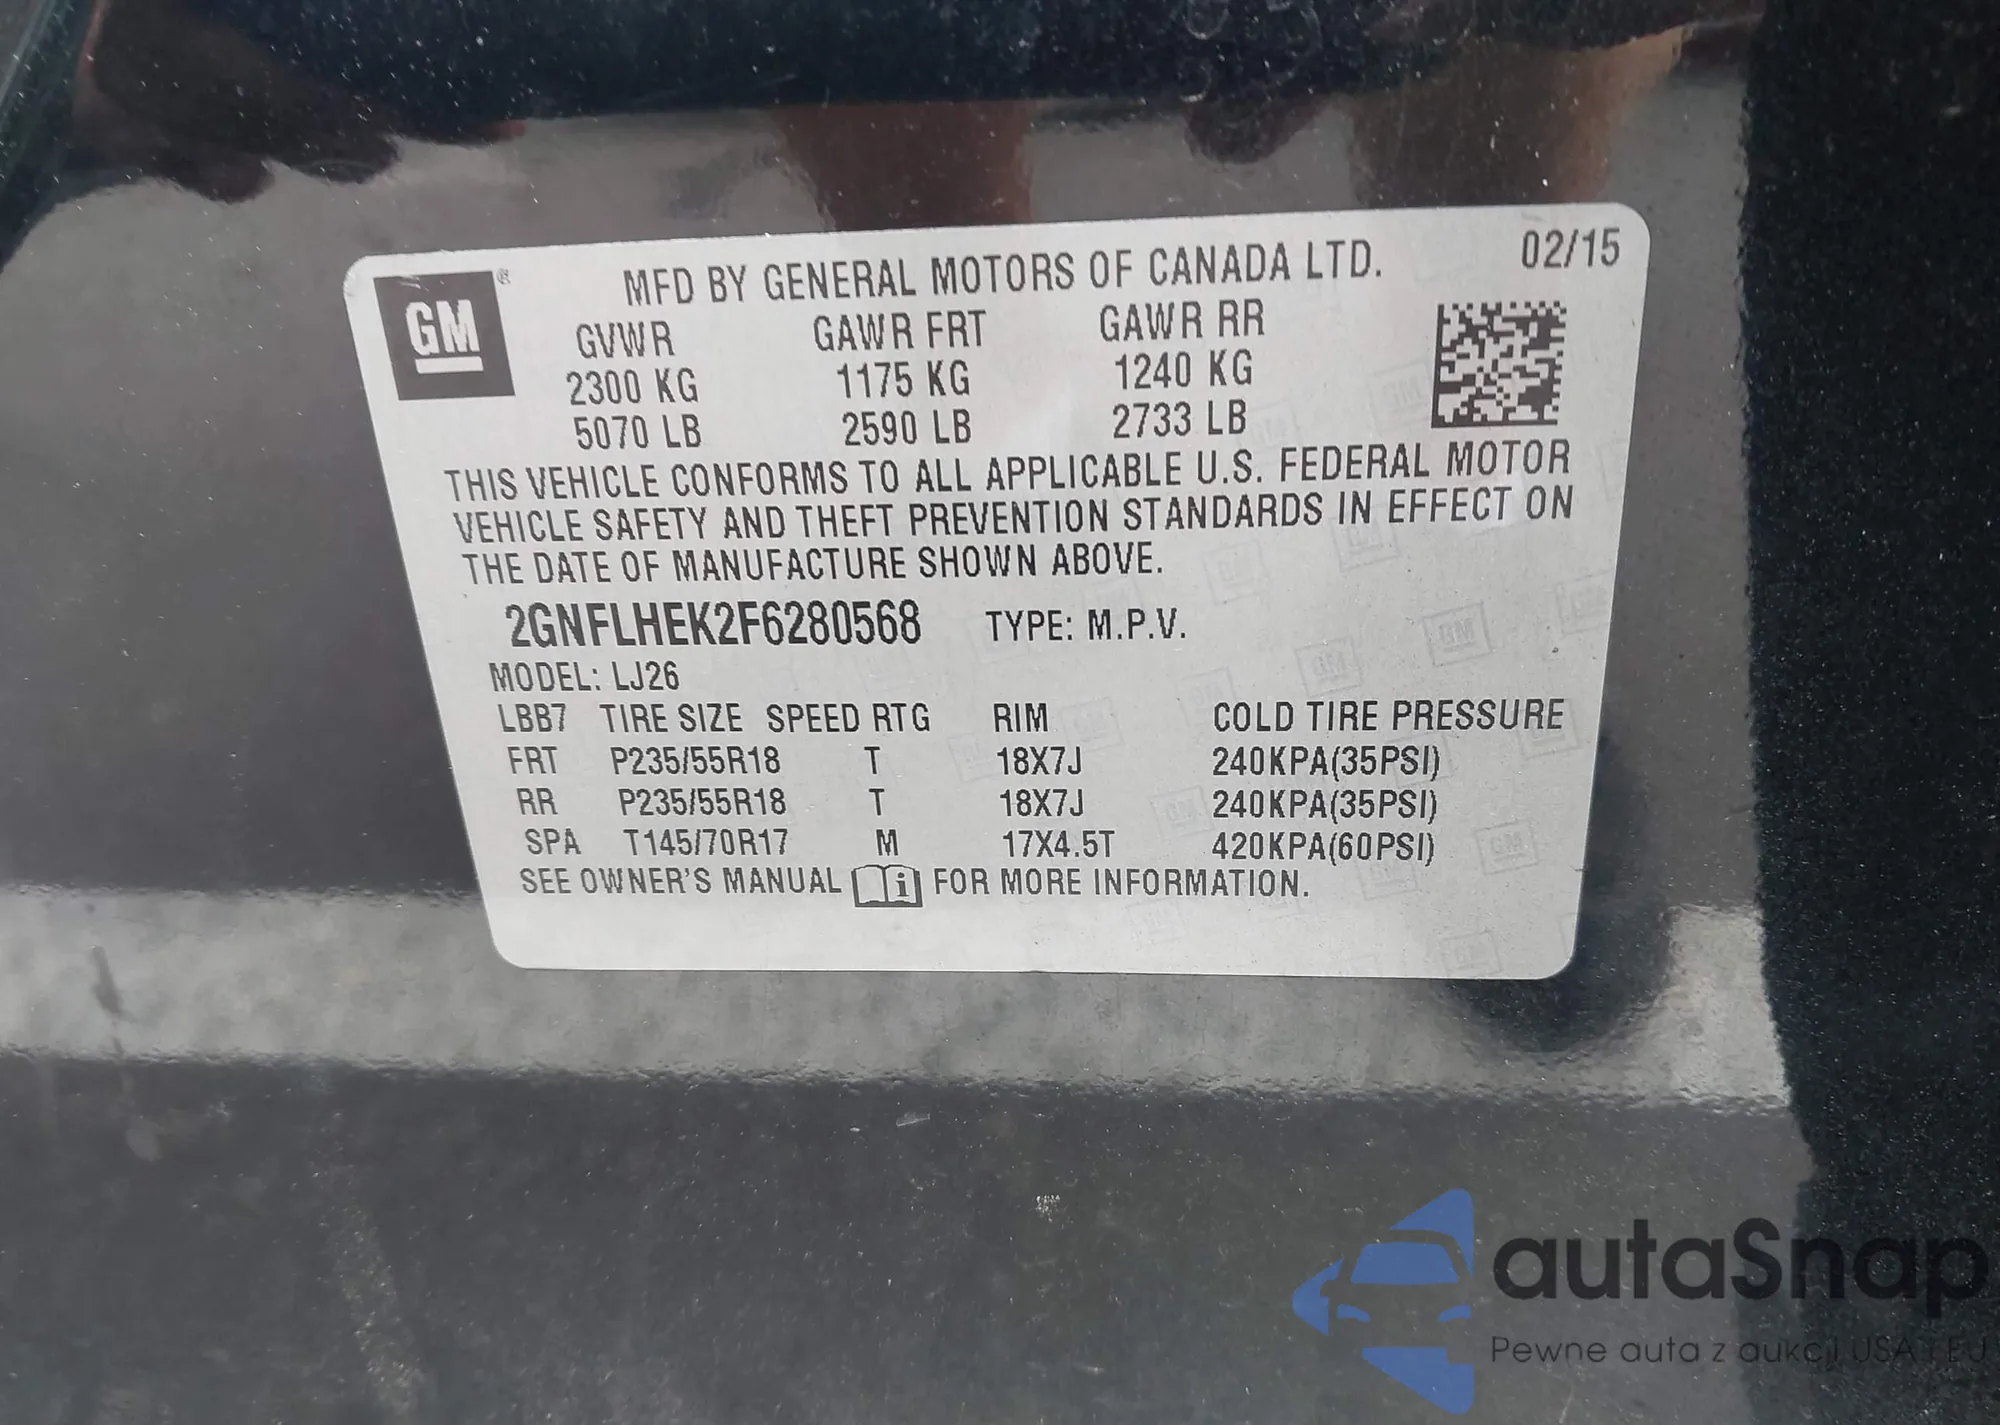 GM ®
MFD BY GENERAL MOTORS OF CANADA LTD. 02/15
GVWR GAWR FRT GAWR RR
2300 KG 1175 KG 1240 KG
5070 LB 2590 LB 2733 LB
THIS VEHICLE CONFORMS TO ALL APPLICABLE U.S. FEDERAL MOTOR
VEHICLE SAFETY AND THEFT PREVENTION STANDARDS IN EFFECT ON
THE DATE OF MANUFACTURE SHOWN ABOVE.
2GNFLHEK2F6280568 TYPE: M.P.V.
MODEL: LJ26
LBB7 TIRE SIZE SPEED RTG RIM COLD TIRE PRESSURE
FRT P235/55R18 T 18X7J 240KPA(35PSI)
RR P235/55R18 T 18X7J 240KPA(35PSI)
SPA T145/70R17 M 17X4.5T 420KPA(60PSI)
SEE OWNER'S MANUAL i FOR MORE INFORMATION.
autaSnap
Pewne auta z aukcji USA i EU